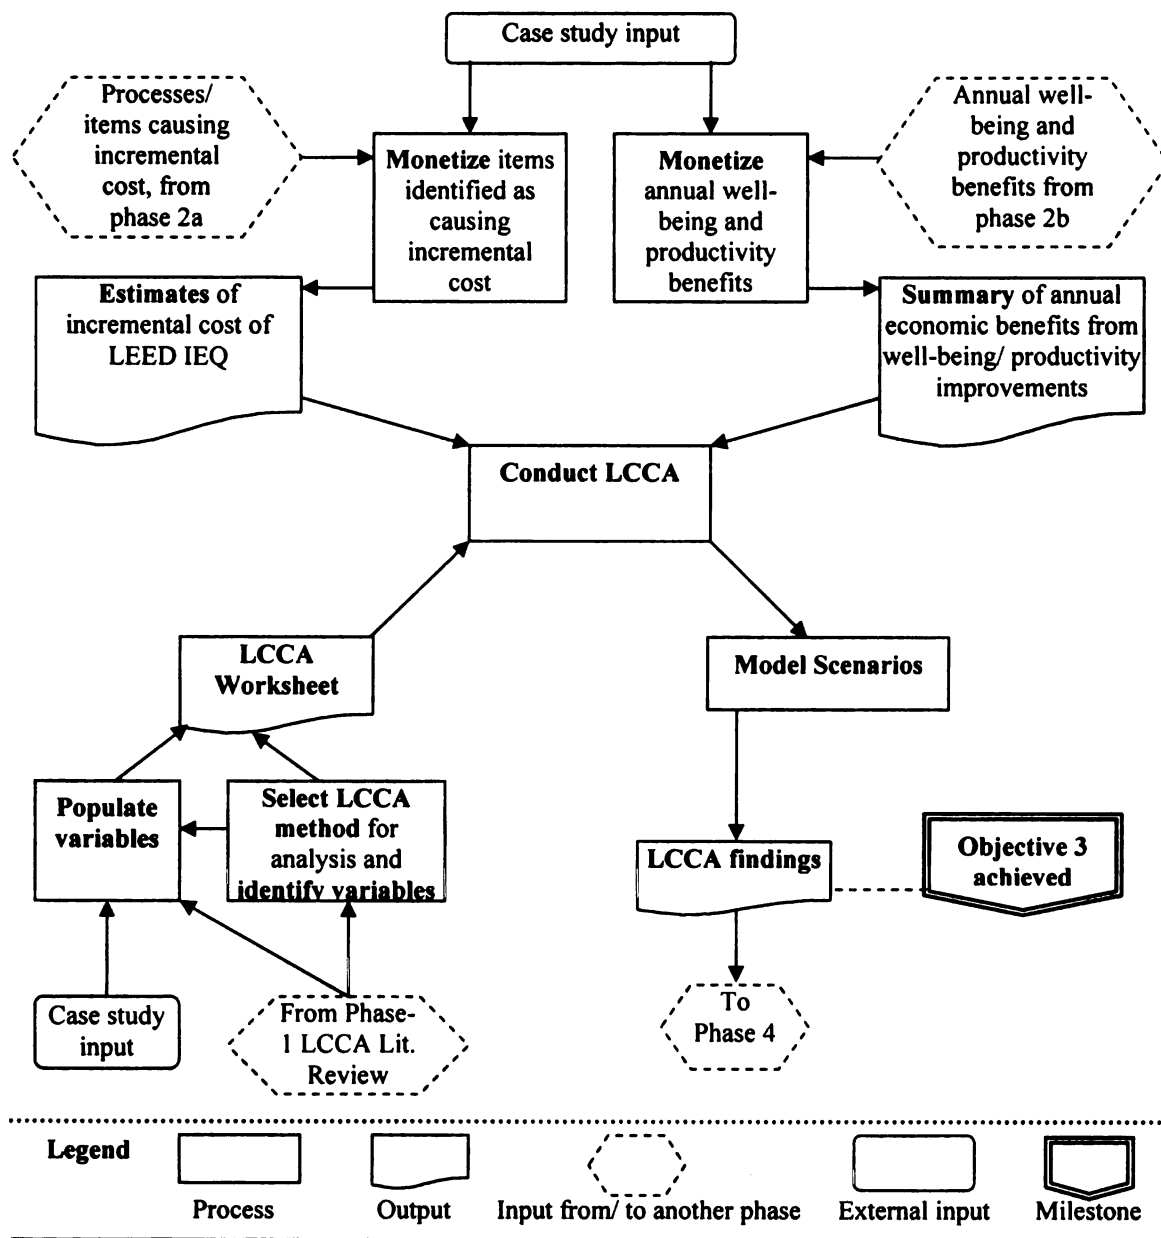 Case study input
Processes/
items causing
incremental
cost, from
phase 2a
Monetize items
identified as
causing
incremental
cost
Monetize
annual well-
being and
productivity
benefits
Annual well-
being and
productivity
benefits from
phase 2b
Estimates of
incremental cost of
LEED IEQ
Summary of annual
economic benefits from
well-being/ productivity
improvements
Conduct LCCA
LCCA
Worksheet
Model Scenarios
Populate
variables
Select LCCA
method for
analysis and
identify variables
LCCA findings
Objective 3
achieved
Case study
input
From Phase-
1 LCCA Lit.
Review
To
Phase 4
Legend
Process
Output
Input from/ to another phase
External input
Milestone